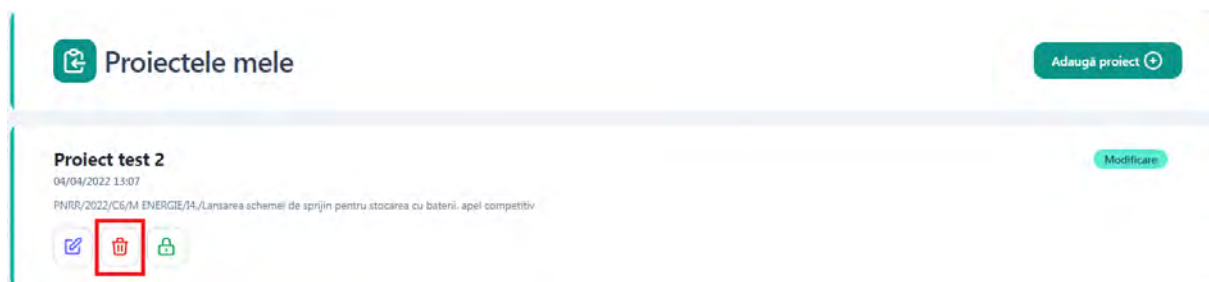 Proiectele mele
Adaugă proiect
Proiect test 2
Modificare
04/04/2022 13:07
PNRR/2022/C6/M ENERGIE/I4./Lansarea schemei de sprijin pentru stocarea cu baterii. apel competitiv